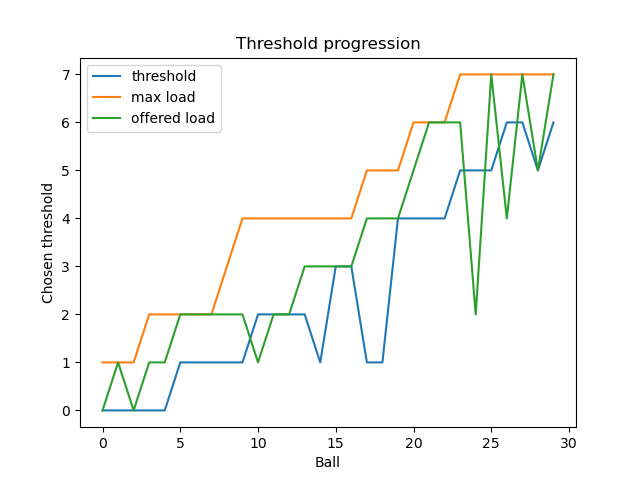 Threshold progression
threshold
max load
offered load
Chosen threshold
7
6
5
4
3
2
1
0
0 5 10 15 20 25 30
Ball